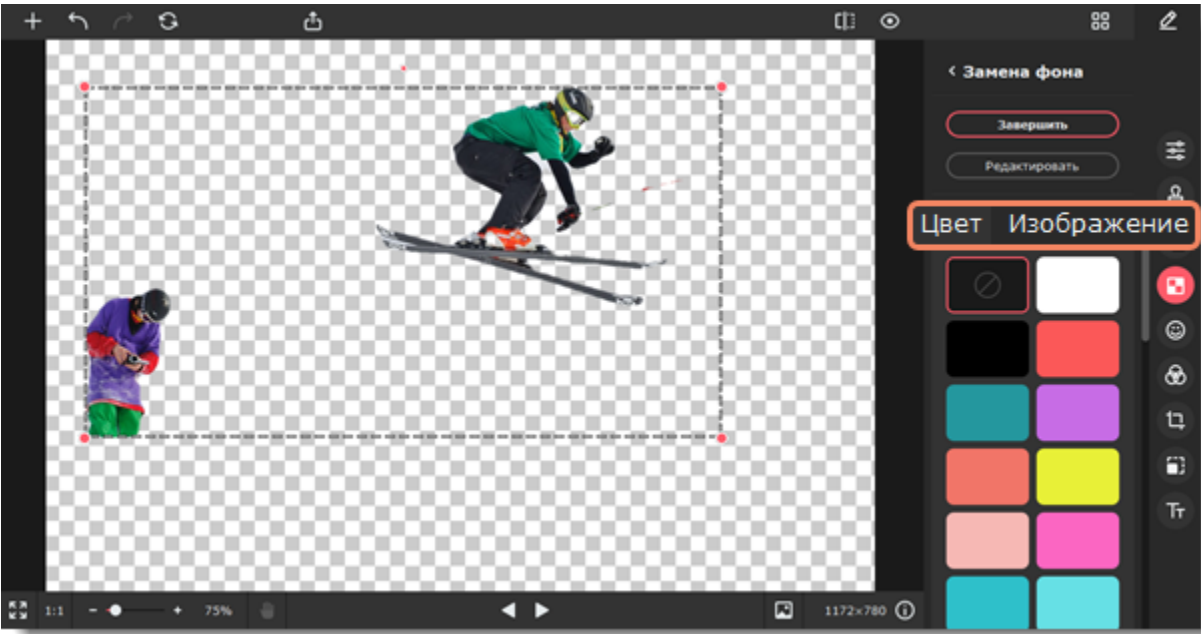 Замена фона
Завершить
Редактировать
Цвет Изображение
Tт
1:1 - + 75% 1172×780